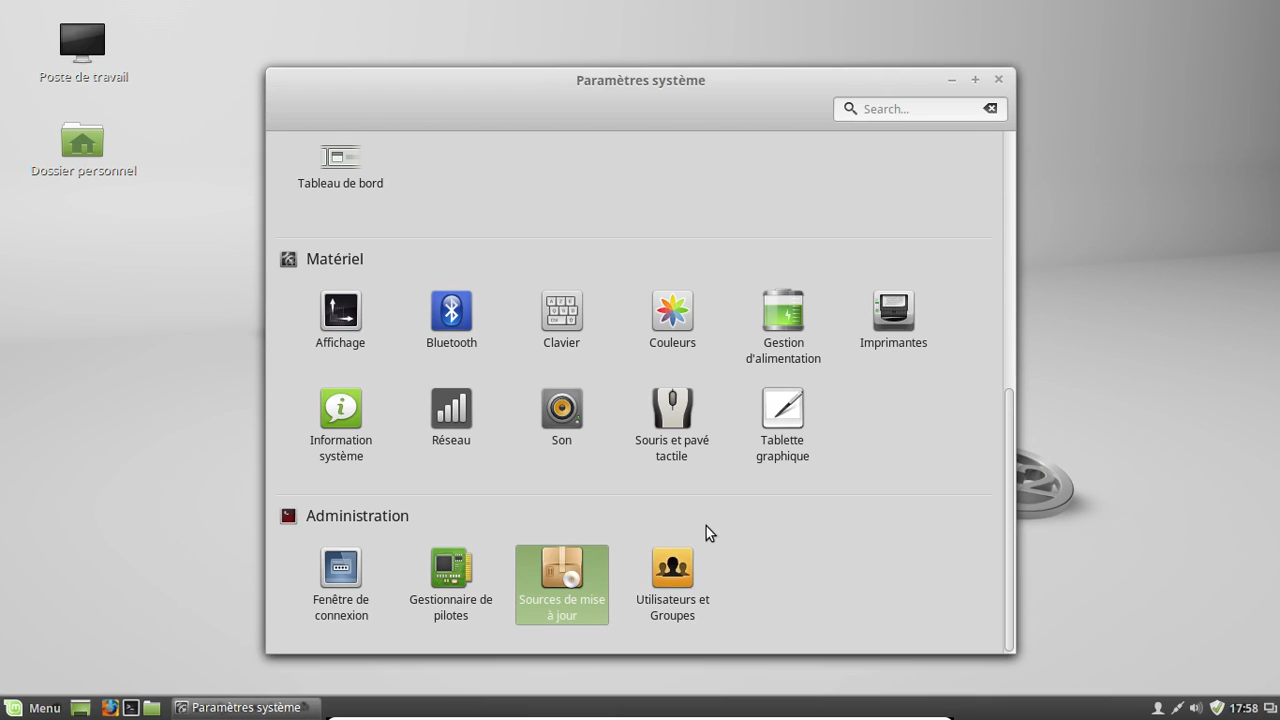 Poste de travail
Dossier personnel
Paramètres système
Search...
Tableau de bord
Matériel
Affichage
Bluetooth
Clavier
Couleurs
Gestion
d'alimentation
Imprimantes
Information
système
Réseau
Son
Souris et pavé
tactile
Tablette
graphique
Administration
Fenêtre de
connexion
Gestionnaire de
pilotes
Sources de mise
à jour
Utilisateurs et
Groupes
Menu
Paramètres système
17:58